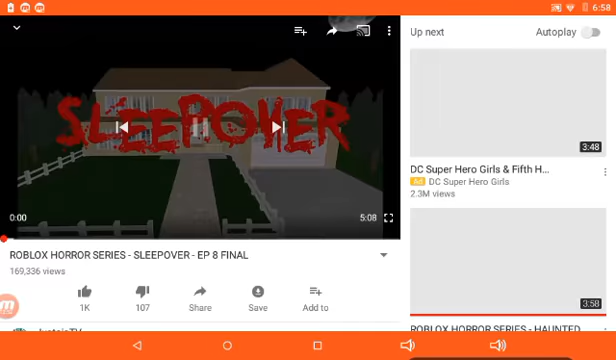 6:58
Up next
Autoplay
SLEEPOVER
0:00
5:08
3:48
DC Super Hero Girls & Fifth H...
Ad DC Super Hero Girls
2.3M views
ROBLOX HORROR SERIES - SLEEPOVER - EP 8 FINAL
169,336 views
1K
107
Share
Save
Add to
3:58
ROBLOX HORROR SERIES - HAUNTED